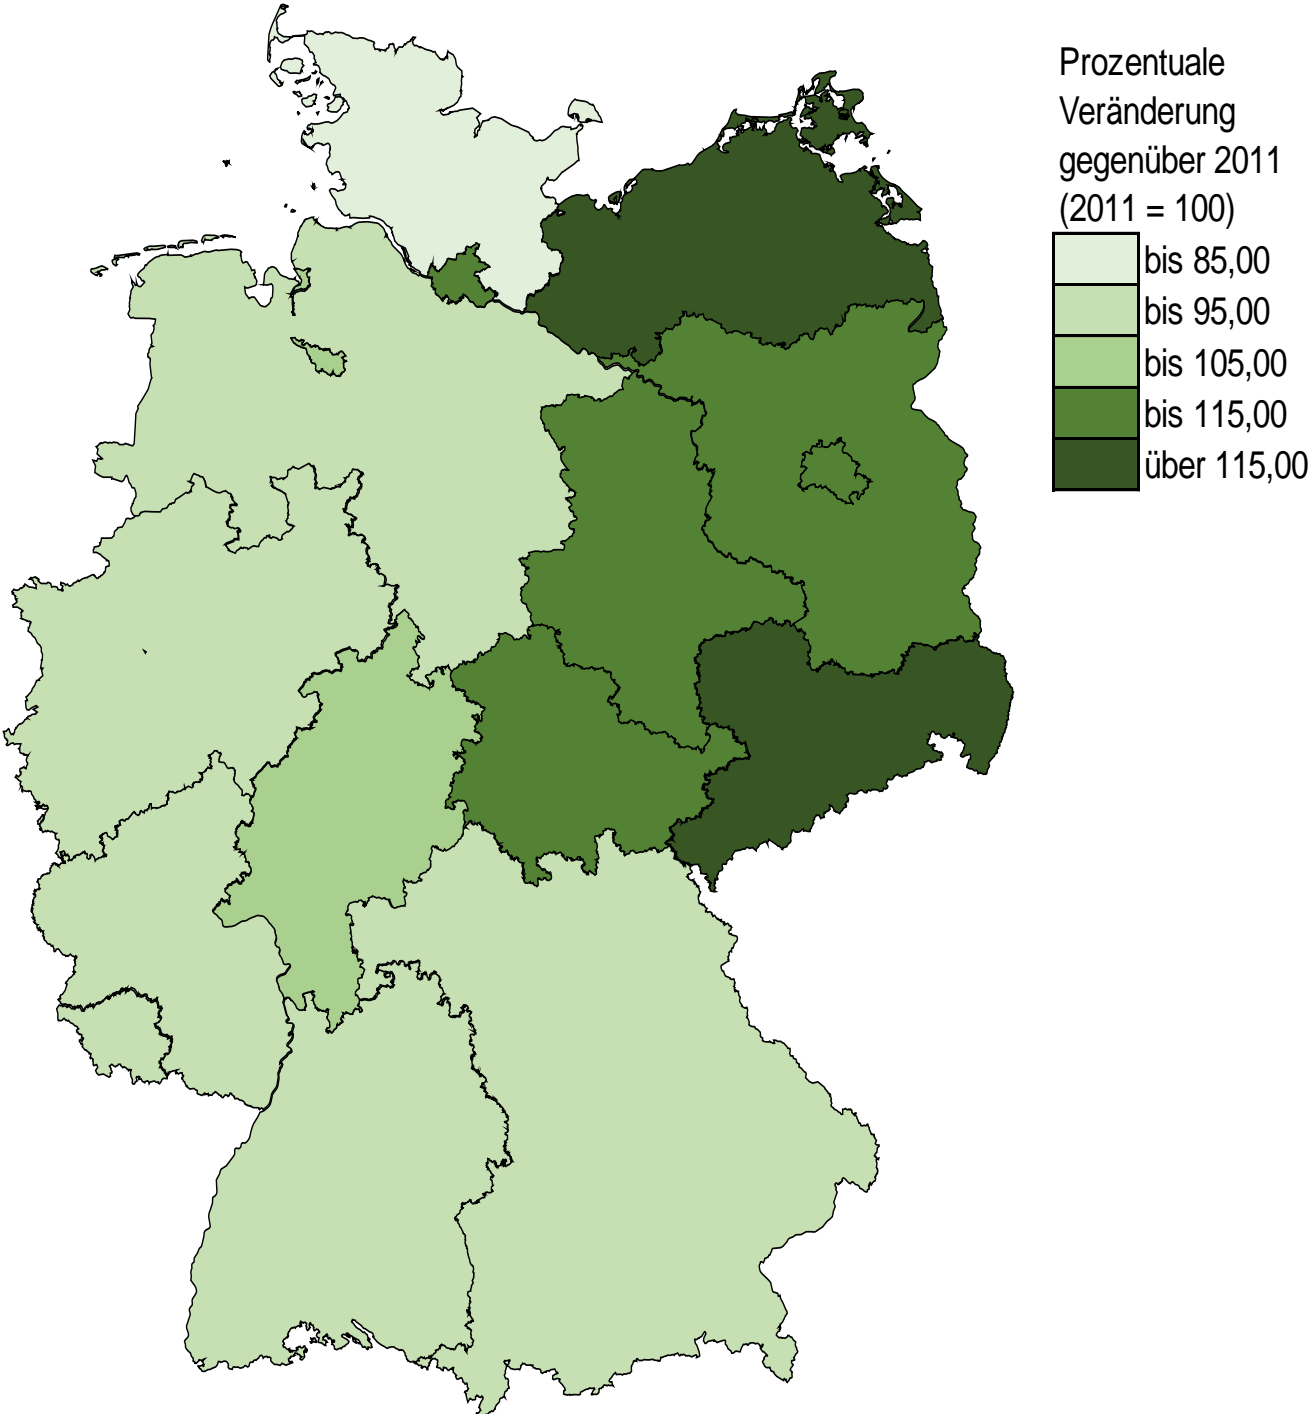 Prozentuale
Veränderung
gegenüber 2011
(2011 = 100)
bis 85,00
bis 95,00
bis 105,00
bis 115,00
über 115,00